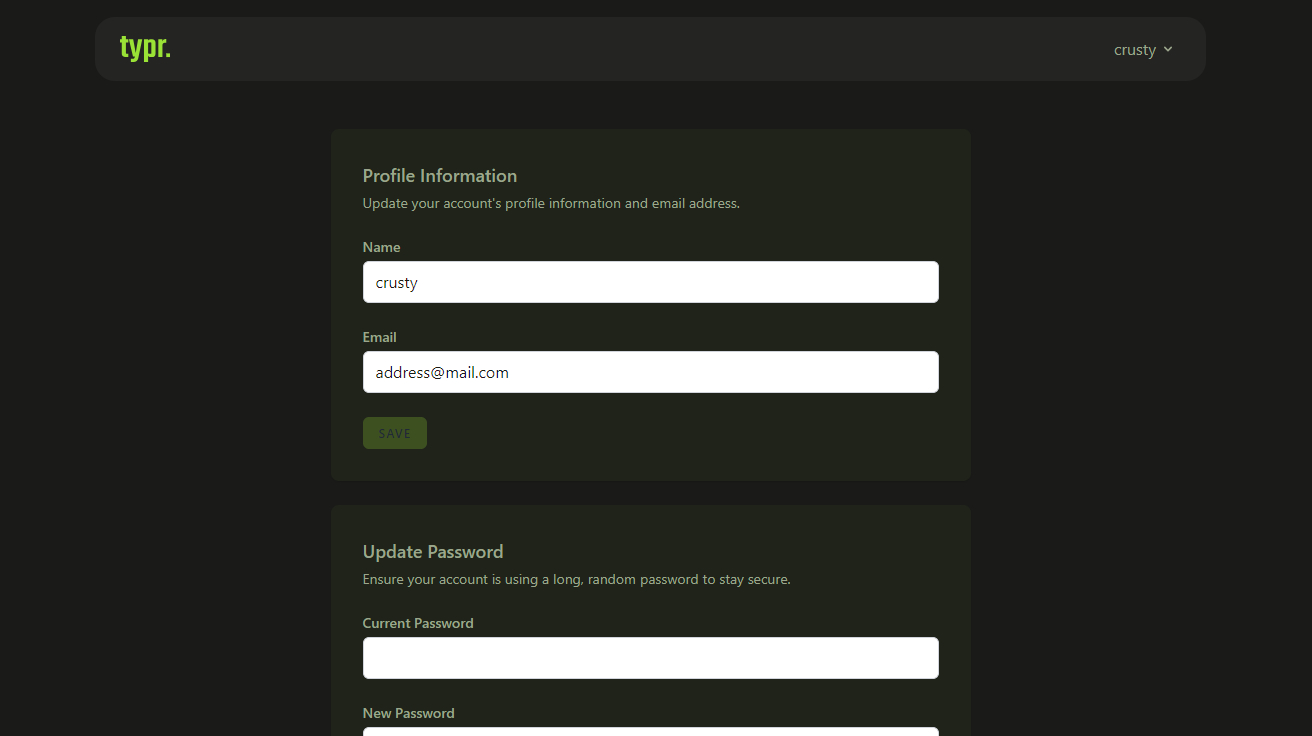 typr.
crusty
Profile Information
Update your account's profile information and email address.
Name
crusty
Email
address@mail.com
SAVE
Update Password
Ensure your account is using a long, random password to stay secure.
Current Password
New Password